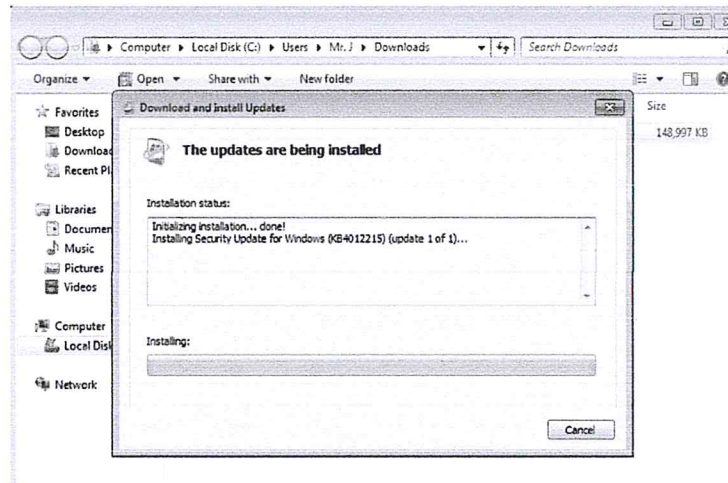 Computer ▸ Local Disk (C:) ▸ Users ▸ Mr. J ▸ Downloads
Search Downloads
Organize
Open
Share with
New folder
Favorites
Desktop
Downloa
Recent Pl
Libraries
Documen
Music
Pictures
Videos
Computer
Local Disk
Network
Size
148,997 KB
Download and Install Updates
The updates are being installed
Installation status:
Initializing installation... done!
Installing Security Update for Windows (KB4012215) (update 1 of 1)...
Installing:
Cancel